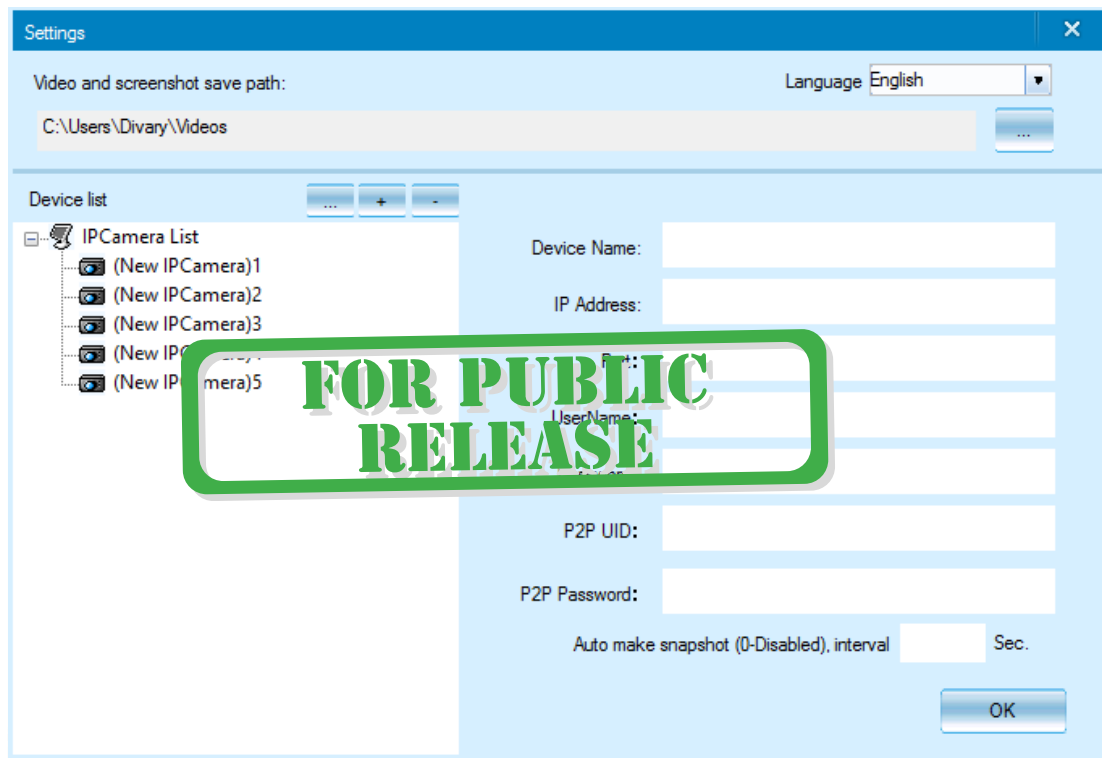 Settings
Video and screenshot save path:
Language English
C:\Users\Divary\Videos
...
Device list
... + -
IPCamera List
(New IPCamera)1
(New IPCamera)2
(New IPCamera)3
(New
(New IP mera)5
Device Name:
IP Address:
FOR PUBLIC
RELEASE
UserName:
P2P UID:
P2P Password:
Auto make snapshot (0-Disabled), interval Sec.
OK